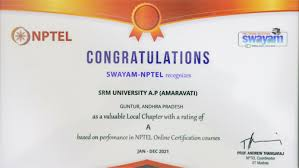 NPTEL
swayam
CONGRATULATIONS
SWAYAM-NPTEL recognizes
SRM UNIVERSITY A.P (AMARAVATI)
GUNTUR, ANDHRA PRADESH
as a valuable Local Chapter with a rating of
A
based on perfomance in NPTEL Online Certification courses
JAN - DEC 2021
PROF. ANDREW THANGARAJ
NPTEL Coordinator
IIT Madras